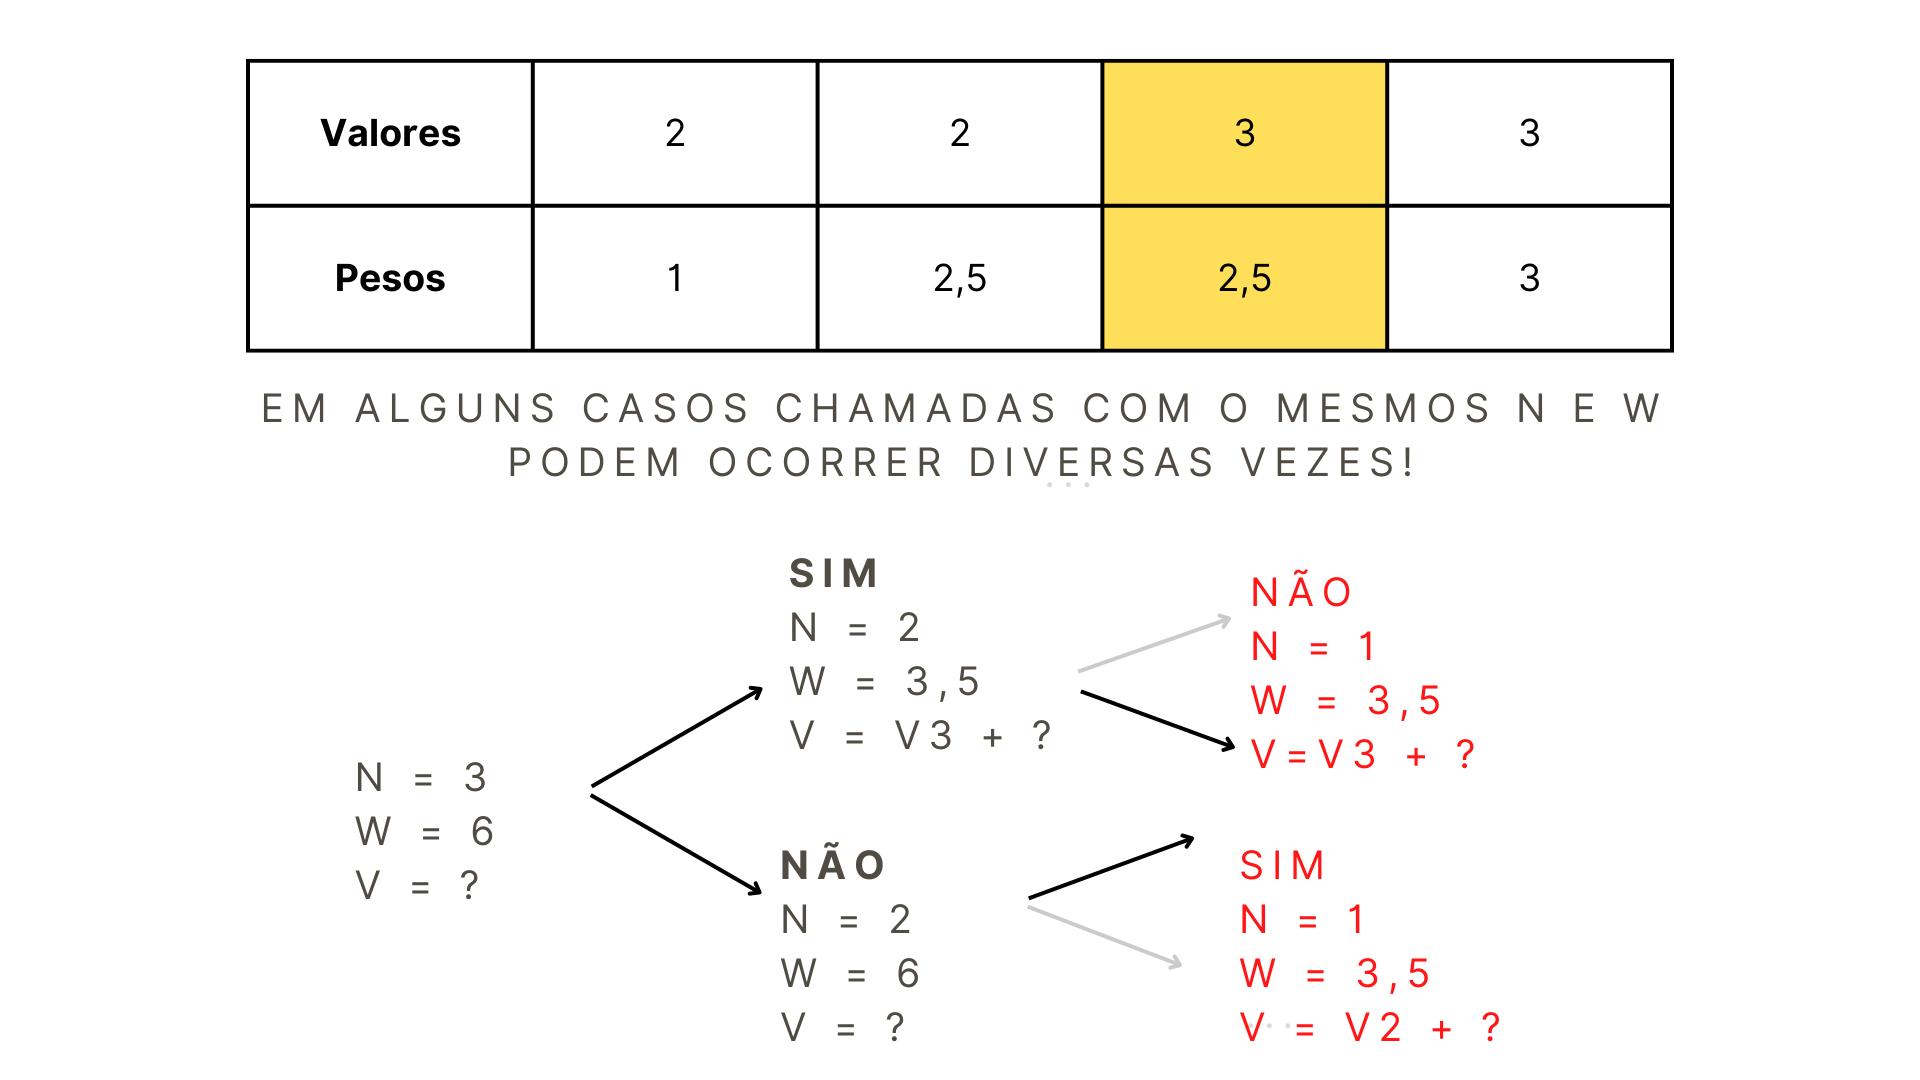 Valores 2 2 3 3
Pesos 1 2,5 2,5 3
EM ALGUNS CASOS CHAMADAS COM O MESMOS N E W
PODEM OCORRER DIVERSAS VEZES!
N = 3
W = 6
V = ?
SIM
N = 2
W = 3,5
V = V3 + ?
NÃO
N = 1
W = 3,5
V=V3 + ?
NÃO
N = 2
W = 6
V = ?
SIM
N = 1
W = 3,5
V = V2 + ?